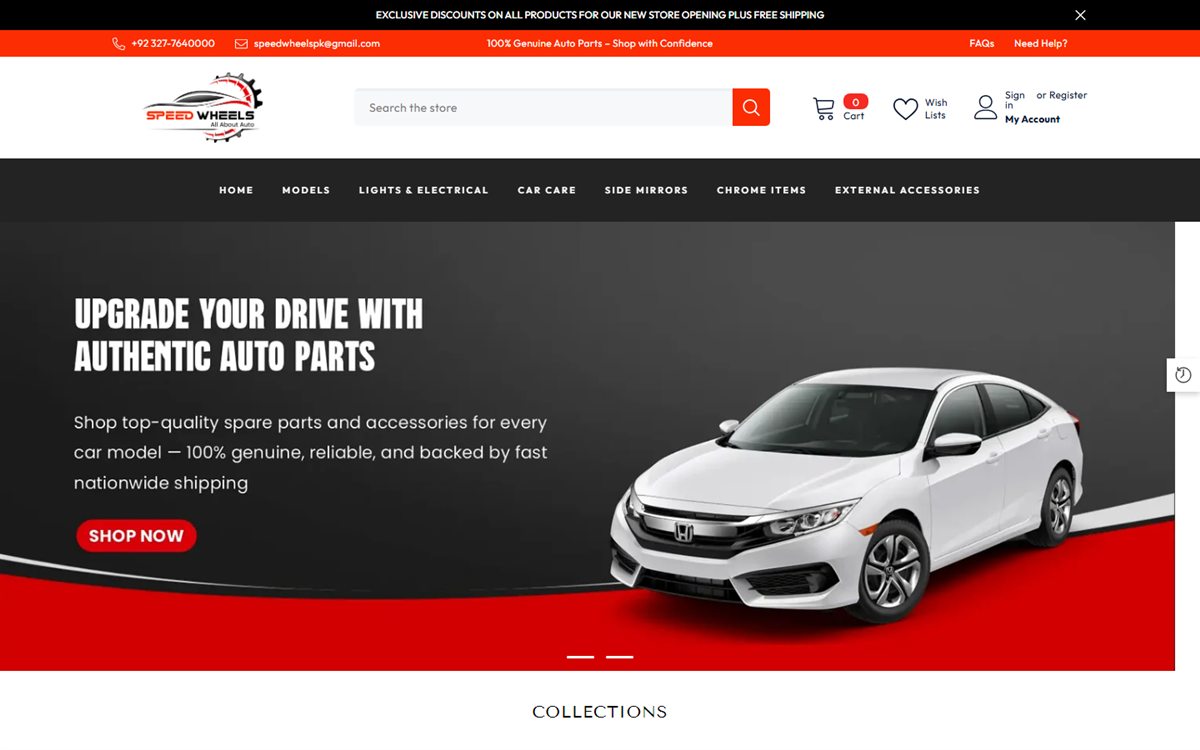 EXCLUSIVE DISCOUNTS ON ALL PRODUCTS FOR OUR NEW STORE OPENING PLUS FREE SHIPPING
+92 327-7640000
speedwheelspk@gmail.com
100% Genuine Auto Parts – Shop with Confidence
FAQs
Need Help?
SPEED WHEELS
All About Auto
Search the store
0
Cart
Wish
Lists
Sign in
or Register
My Account
HOME
MODELS
LIGHTS & ELECTRICAL
CAR CARE
SIDE MIRRORS
CHROME ITEMS
EXTERNAL ACCESSORIES
UPGRADE YOUR DRIVE WITH
AUTHENTIC AUTO PARTS
Shop top-quality spare parts and accessories for every
car model — 100% genuine, reliable, and backed by fast
nationwide shipping
SHOP NOW
COLLECTIONS